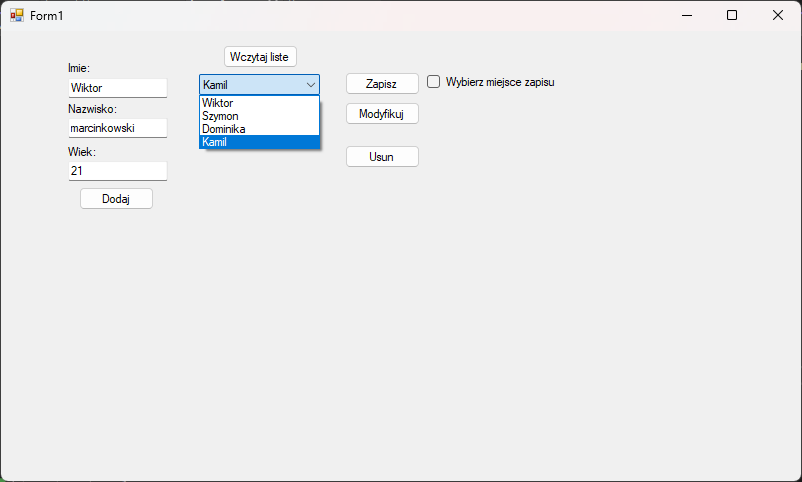 Form1
Wczytaj liste
Imie:
Wiktor
Nazwisko:
marcinkowski
Wiek:
21
Dodaj
Kamil
Wiktor
Szymon
Dominika
Kamil
Zapisz
Wybierz miejsce zapisu
Modyfikuj
Usun